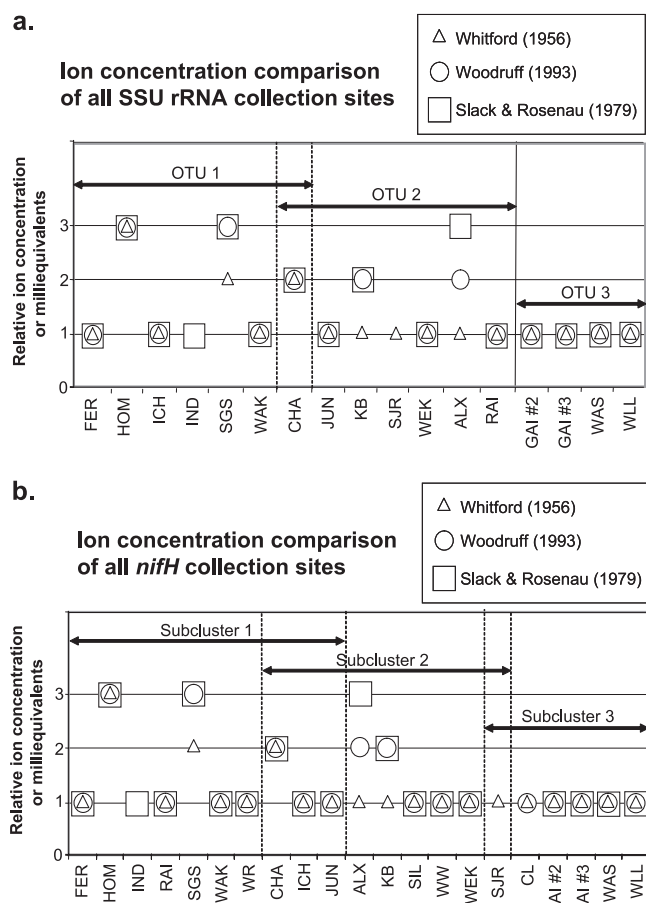 a.
Ion concentration comparison
of all SSU rRNA collection sites
Whitford (1956)
Woodruff (1993)
Slack & Rosenau (1979)
Relative ion concentration
or milliequivalents
3
2
1
0
OTU 1
OTU 2
OTU 3
FER
HOM
ICH
IND
SGS
WAK
CHA
JUN
KB
SJR
WEK
ALX
RAI
GAI #2
GAI #3
WAS
WLL
b.
Ion concentration comparison
of all nifH collection sites
Whitford (1956)
Woodruff (1993)
Slack & Rosenau (1979)
Relative ion concentration
or milliequivalents
3
2
1
0
Subcluster 1
Subcluster 2
Subcluster 3
FER
HOM
IND
RAI
SGS
WAK
WR
CHA
ICH
JUN
ALX
KB
SIL
WW
WEK
SJR
CL
AI #2
AI #3
WAS
WLL